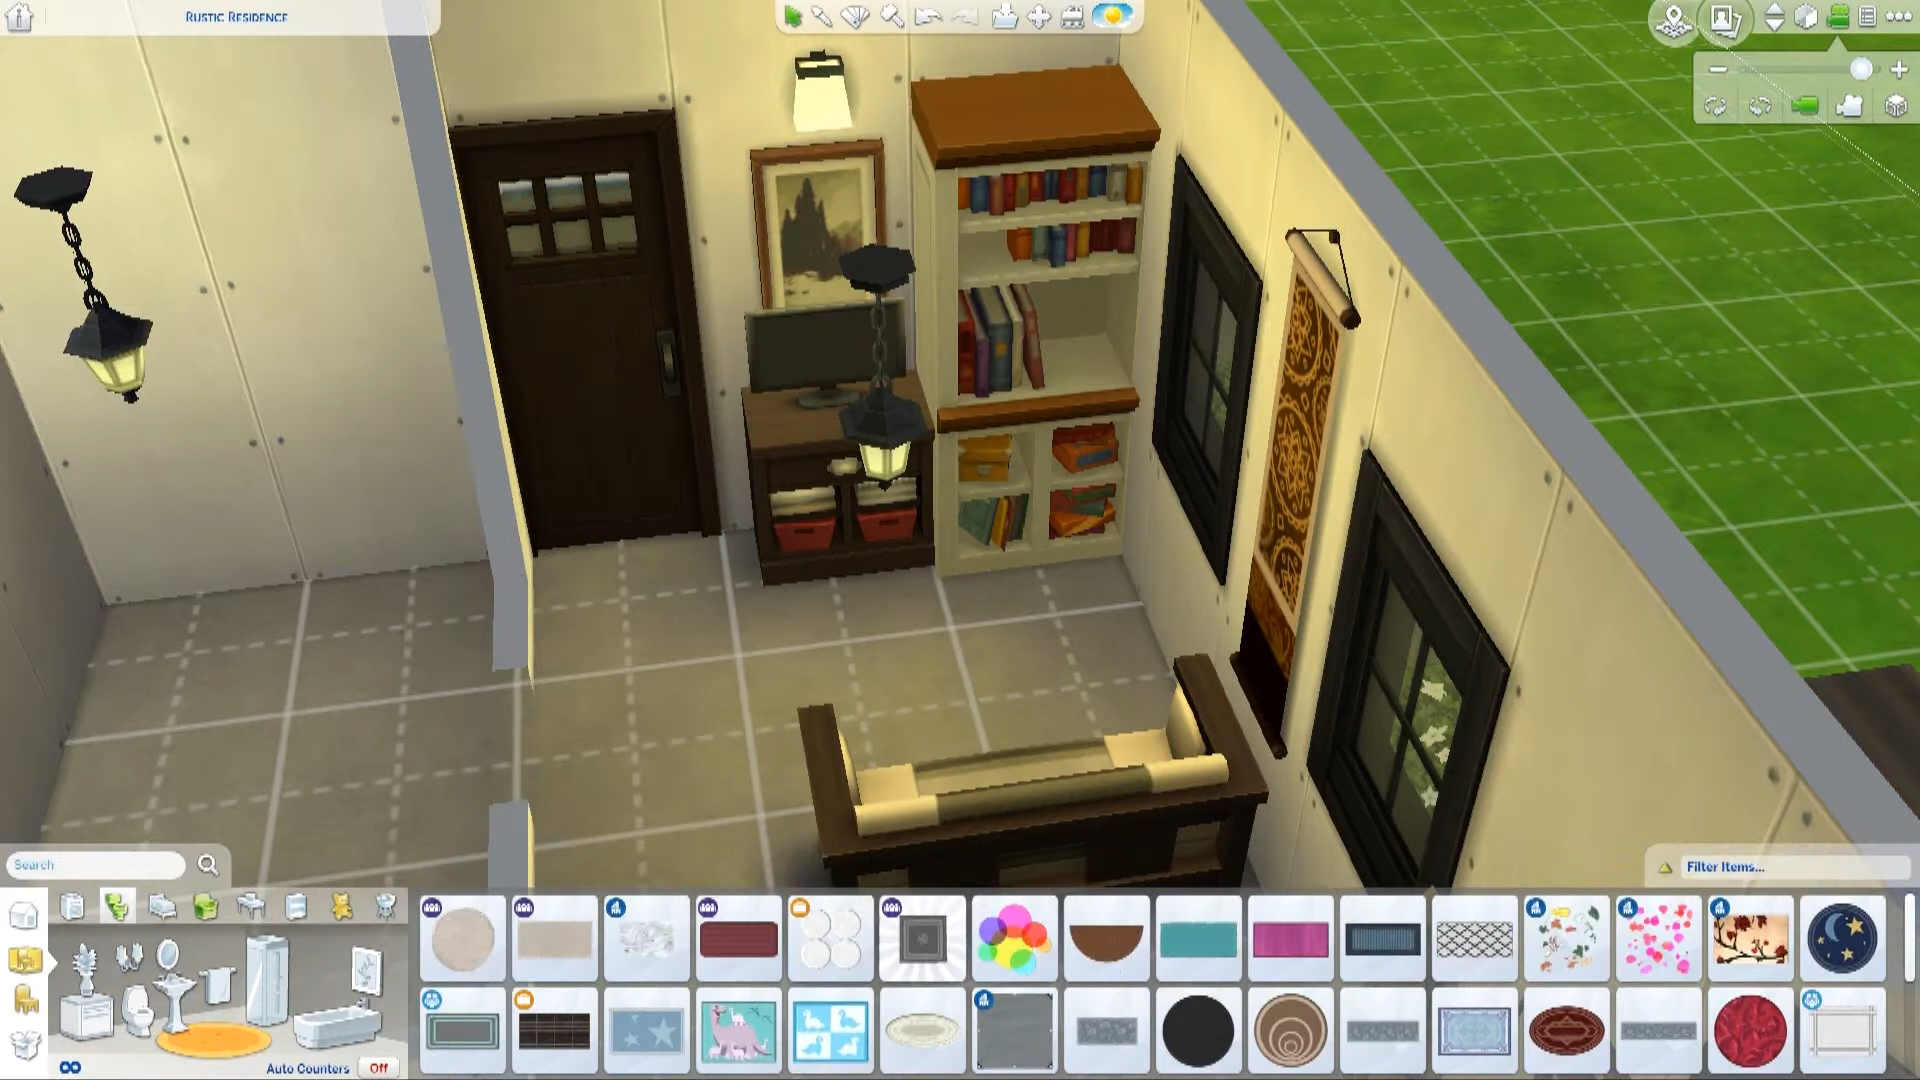 Rustic Residence
Search
Filter Items...
Auto Counters
Off